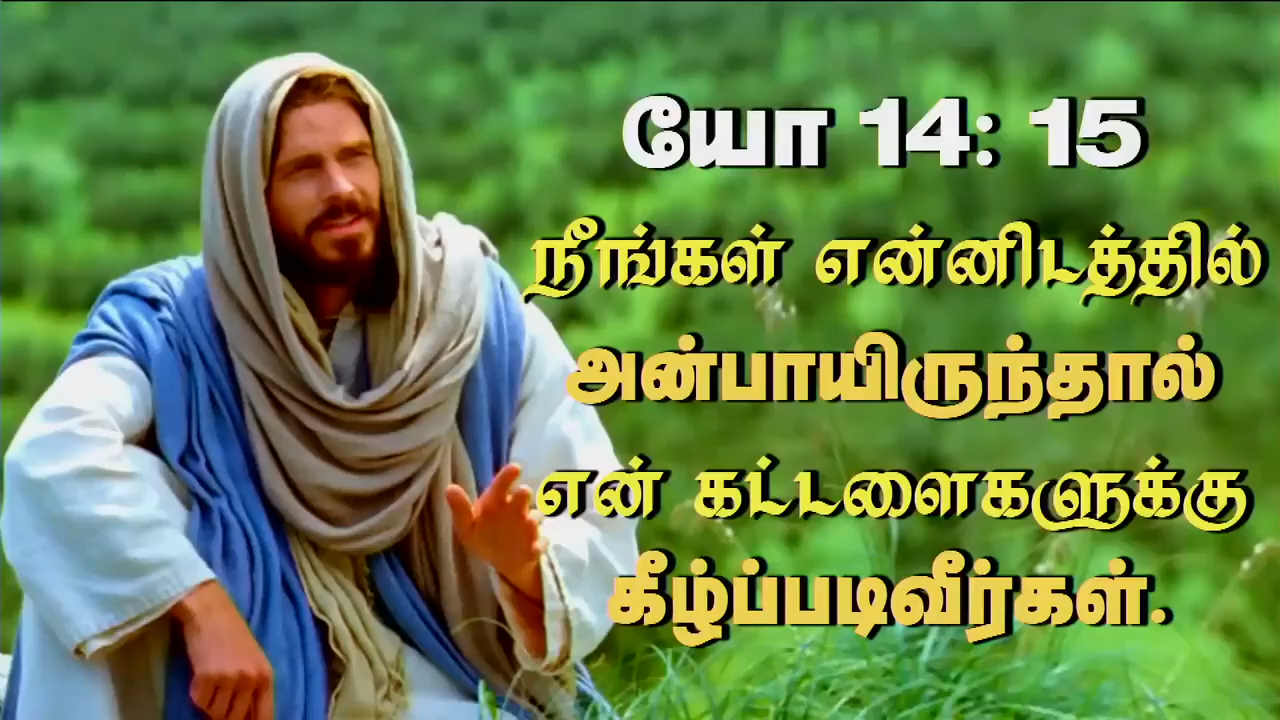 யோ 14: 15
நீங்கள் என்னிடத்தில்
அன்பாயிருந்தால்
என் கட்டளைகளுக்கு
கீழ்ப்படிவீர்கள்.